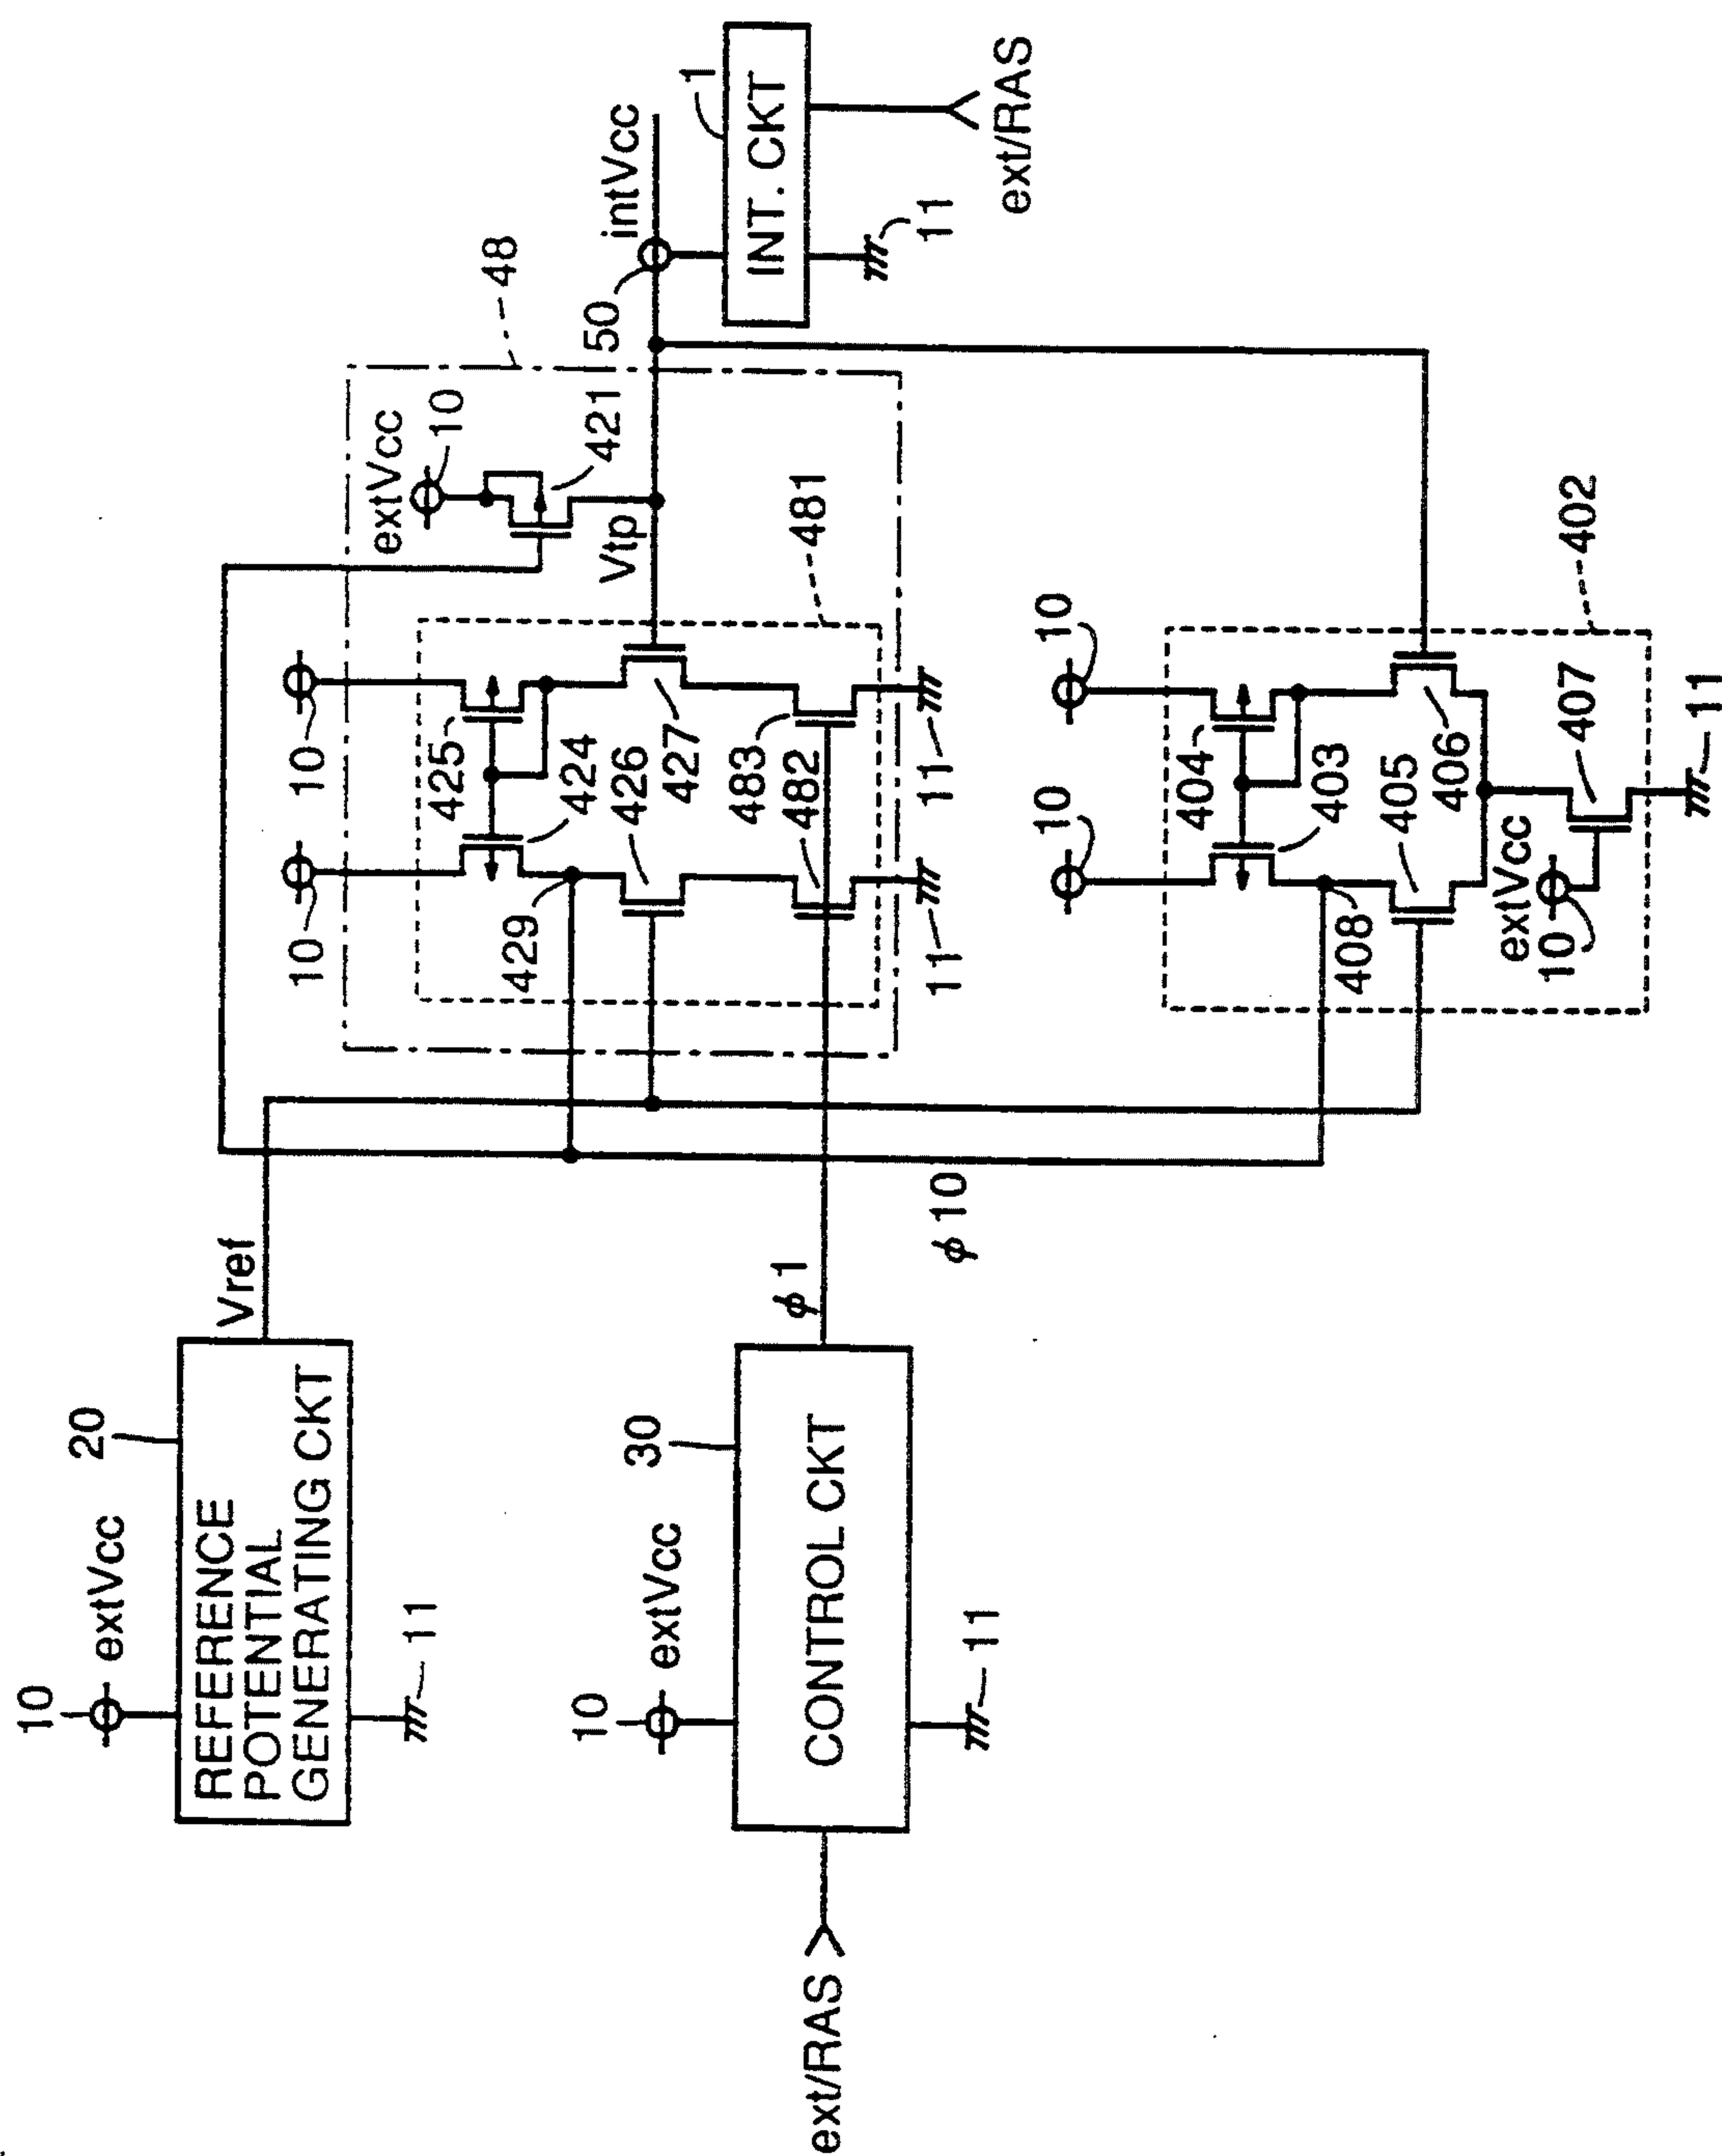 10
extVcc
20
REFERENCE
POTENTIAL
GENERATING CKT
11
Vref
10
extVcc
30
CONTROL CKT
11
ext/RAS
ϕ 1
ϕ 10
10
10
425
424
426
427
429
483
482
11
11
extVcc
10
421
Vtp
481
48
50
intVcc
1
INT. CKT
11
ext/RAS
10
10
404
403
405
406
408
407
extVcc
10
402
11